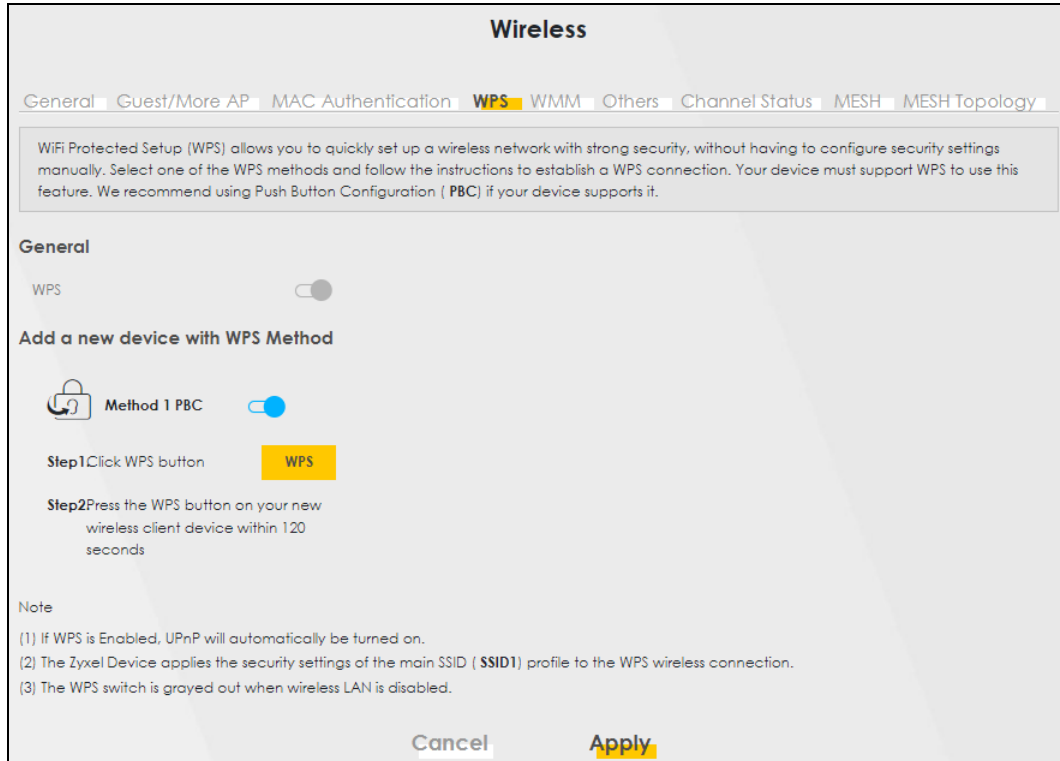 Wireless
General Guest/More AP MAC Authentication WPS WMM Others Channel Status MESH MESH Topology
WiFi Protected Setup (WPS) allows you to quickly set up a wireless network with strong security, without having to configure security settings
manually. Select one of the WPS methods and follow the instructions to establish a WPS connection. Your device must support WPS to use this
feature. We recommend using Push Button Configuration ( PBC) if your device supports it.
General
WPS
Add a new device with WPS Method
Method 1 PBC
Step1.Click WPS button WPS
Step2Press the WPS button on your new
wireless client device within 120
seconds
Note
(1) If WPS is Enabled, UPnP will automatically be turned on.
(2) The Zyxel Device applies the security settings of the main SSID ( SSID1) profile to the WPS wireless connection.
(3) The WPS switch is grayed out when wireless LAN is disabled.
Cancel Apply